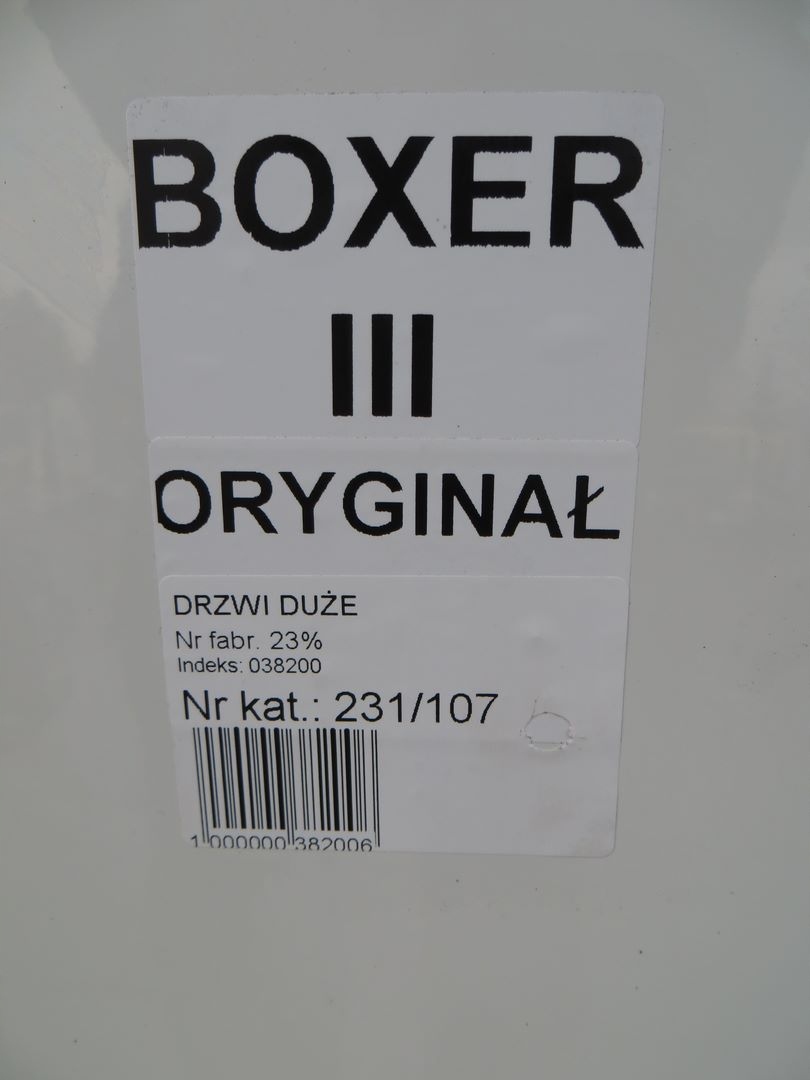 BOXER
III
ORYGINAŁ
DRZWI DUŻE
Nr fabr. 23%
Indeks: 038200
Nr kat.: 231/107
1 000000 382006